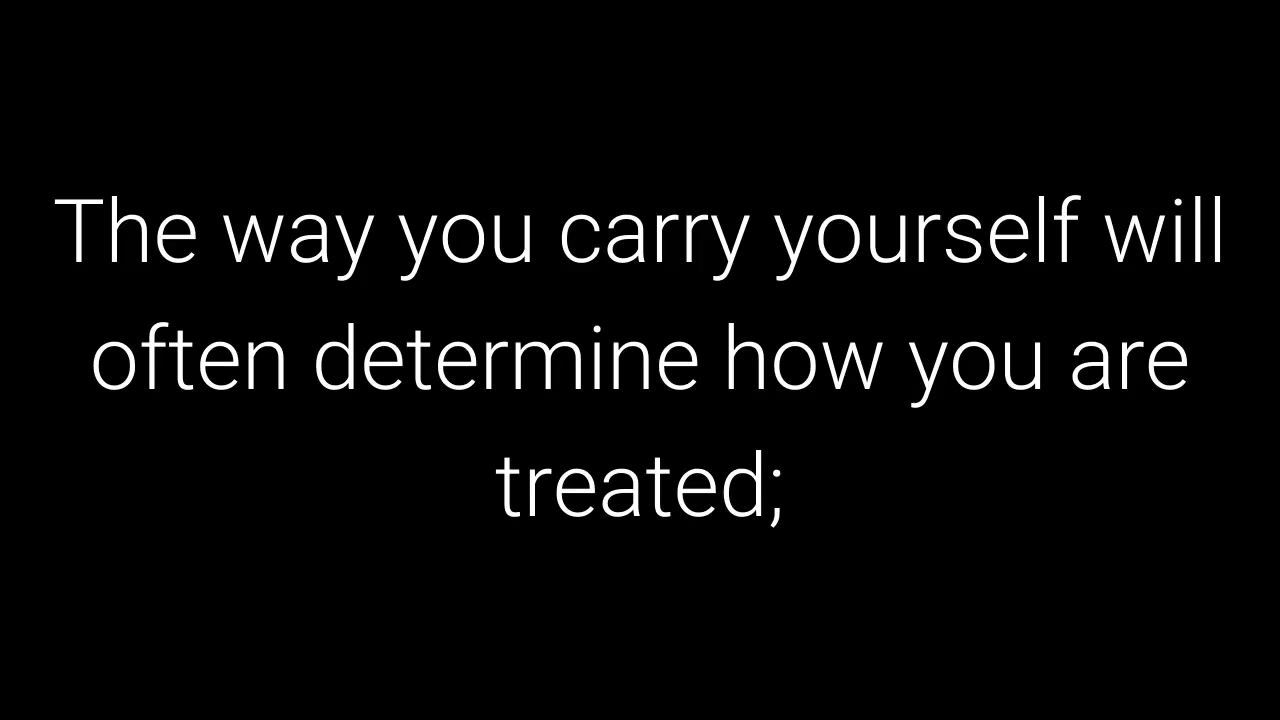 The way you carry yourself will
often determine how you are
treated;